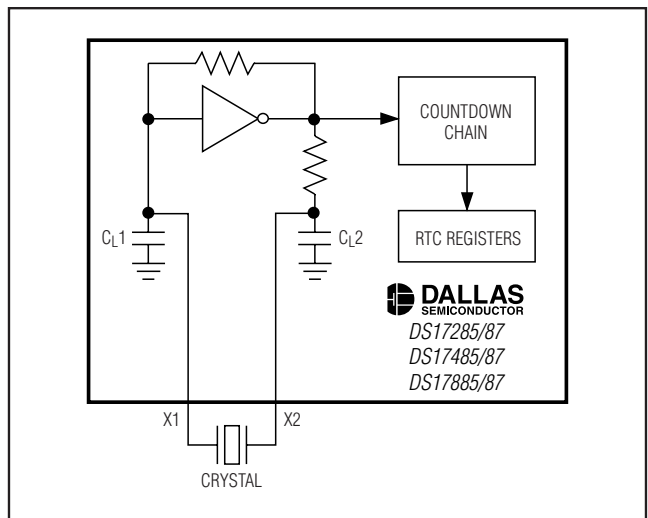 COUNTDOWN
CHAIN
CL1
CL2
RTC REGISTERS
DALLAS
SEMICONDUCTOR
DS17285/87
DS17485/87
DS17885/87
X1
X2
CRYSTAL